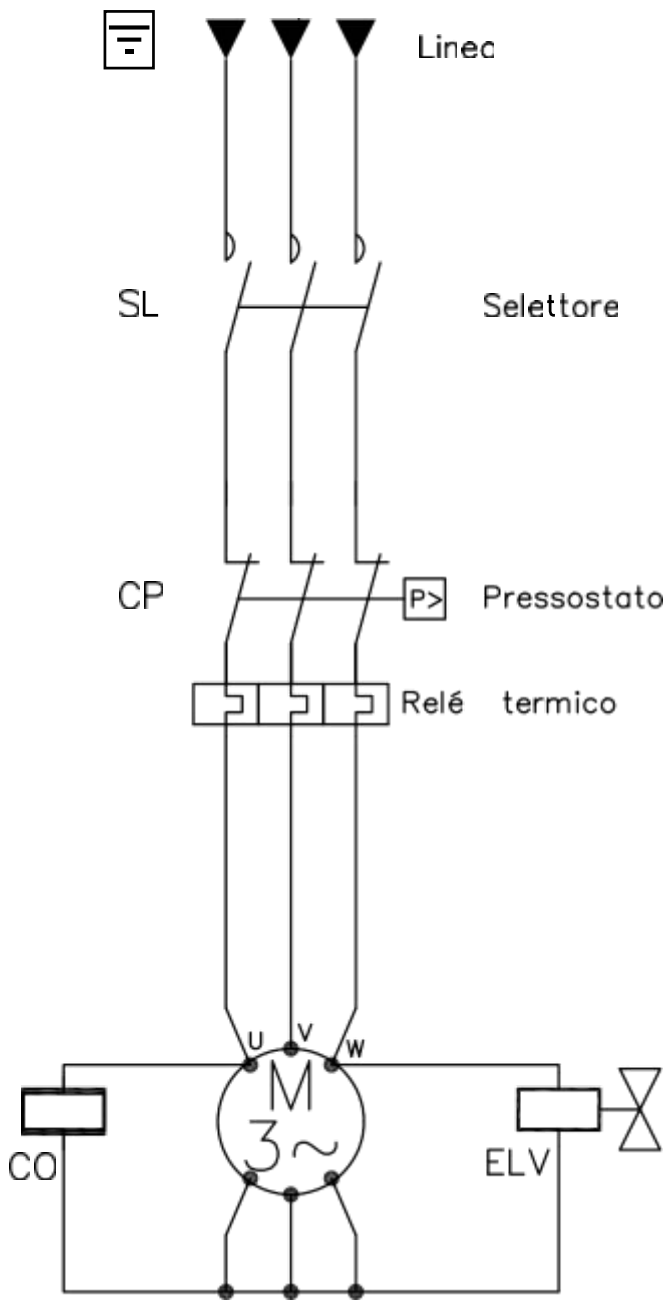 Linea
SL Selettore
CP P> Pressostato
Relé termico
U V W
M
3~
CO ELV